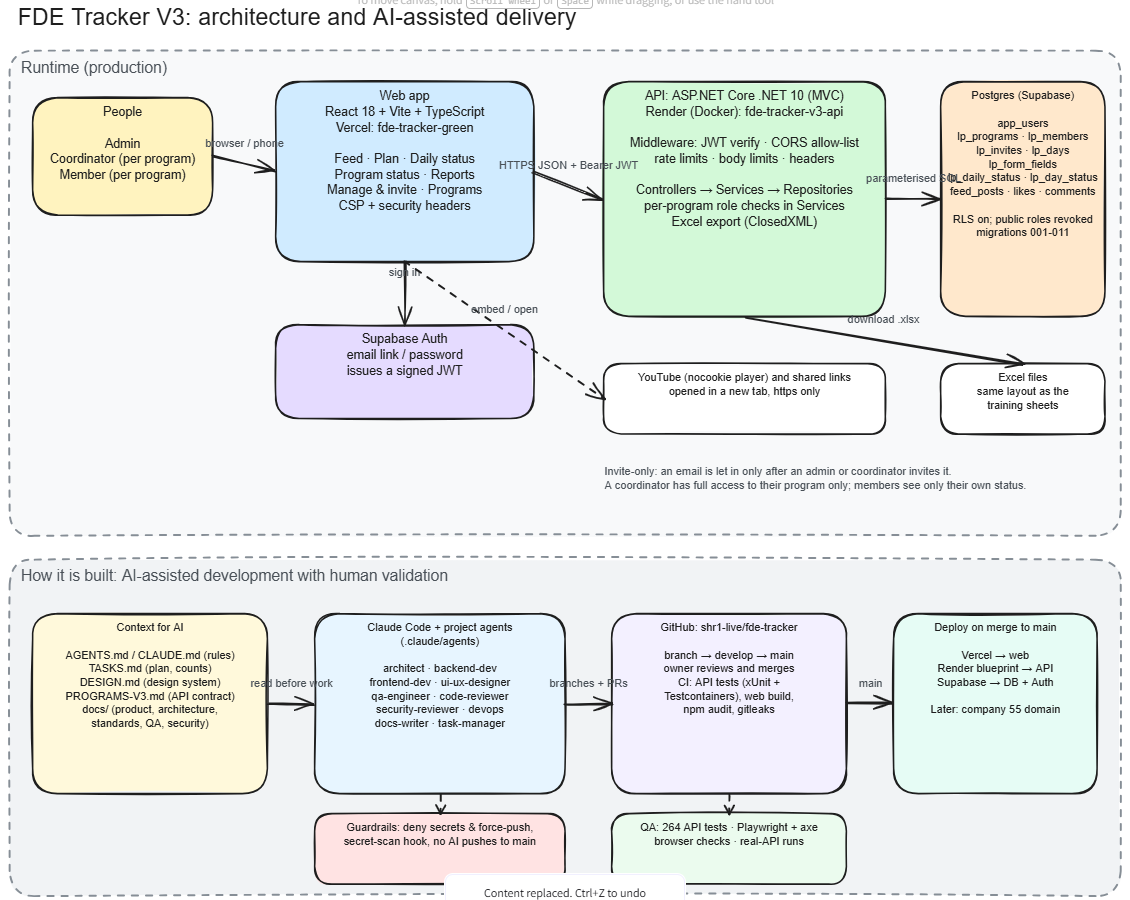 To move canvas, hold Scroll wheel or Space while dragging, or use the hand tool
FDE Tracker V3: architecture and AI-assisted delivery
Runtime (production)
People
Admin
Coordinator (per program)
Member (per program)
browser / phone
Web app
React 18 + Vite + TypeScript
Vercel: fde-tracker-green
Feed · Plan · Daily status
Program status · Reports
Manage & invite · Programs
CSP + security headers
HTTPS JSON + Bearer JWT
API: ASP.NET Core .NET 10 (MVC)
Render (Docker): fde-tracker-v3-api
Middleware: JWT verify · CORS allow-list
rate limits · body limits · headers
Controllers → Services → Repositories
per-program role checks in Services
Excel export (ClosedXML)
parameterised
Postgres (Supabase)
app_users
lp_programs · lp_members
lp_invites · lp_days
lp_form_fields
lp_daily_status · lp_day_status
feed_posts · likes · comments
RLS on; public roles revoked
migrations 001-011
sign in
embed / open
download .xlsx
Supabase Auth
email link / password
issues a signed JWT
YouTube (nocookie player) and shared links
opened in a new tab, https only
Excel files
same layout as the
training sheets
Invite-only: an email is let in only after an admin or coordinator invites it.
A coordinator has full access to their program only; members see only their own status.
How it is built: AI-assisted development with human validation
Context for AI
AGENTS.md / CLAUDE.md (rules)
TASKS.md (plan, counts)
DESIGN.md (design system)
PROGRAMS-V3.md (API contract)
docs/ (product, architecture,
standards, QA, security)
read before work
Claude Code + project agents
(.claude/agents)
architect · backend-dev
frontend-dev · ui-ux-designer
qa-engineer · code-reviewer
security-reviewer · devops
docs-writer · task-manager
branches + PRs
GitHub: shr1-live/fde-tracker
branch → develop → main
owner reviews and merges
CI: API tests (xUnit +
Testcontainers), web build,
npm audit, gitleaks
main
Deploy on merge to main
Vercel → web
Render blueprint → API
Supabase → DB + Auth
Later: company 55 domain
Guardrails: deny secrets & force-push,
secret-scan hook, no AI pushes to main
QA: 264 API tests · Playwright + axe
browser checks · real-API runs
Content replaced. Ctrl+Z to undo